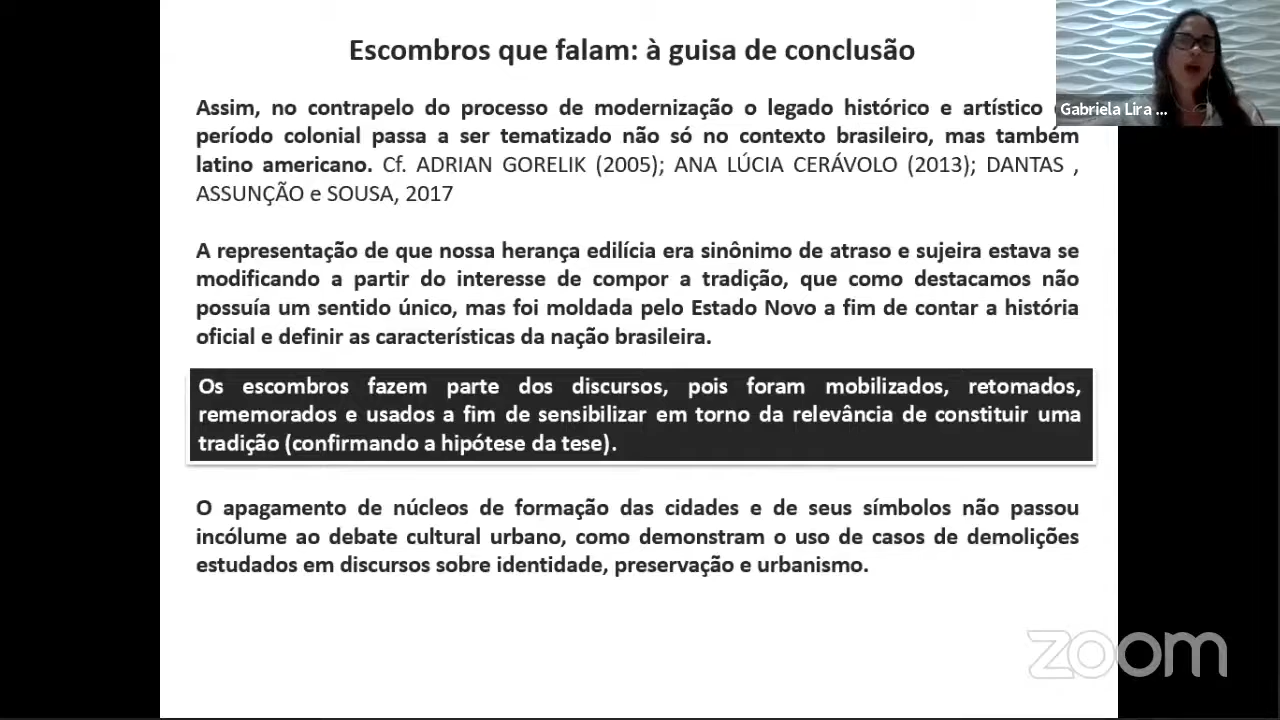 Escombros que falam: à guisa de conclusão
Assim, no contrapelo do processo de modernização o legado histórico e artístico
período colonial passa a ser tematizado não só no contexto brasileiro, mas também
latino americano. Cf. ADRIAN GORELIK (2005); ANA LÚCIA CERÁVOLO (2013); DANTAS ,
ASSUNÇÃO e SOUSA, 2017
A representação de que nossa herança edilícia era sinônimo de atraso e sujeira estava se
modificando a partir do interesse de compor a tradição, que como destacamos não
possuía um sentido único, mas foi moldada pelo Estado Novo a fim de contar a história
oficial e definir as características da nação brasileira.
Os escombros fazem parte dos discursos, pois foram mobilizados, retomados,
rememorados e usados a fim de sensibilizar em torno da relevância de constituir uma
tradição (confirmando a hipótese da tese).
O apagamento de núcleos de formação das cidades e de seus símbolos não passou
incólume ao debate cultural urbano, como demonstram o uso de casos de demolições
estudados em discursos sobre identidade, preservação e urbanismo.
Gabriela Lira ...
zoom